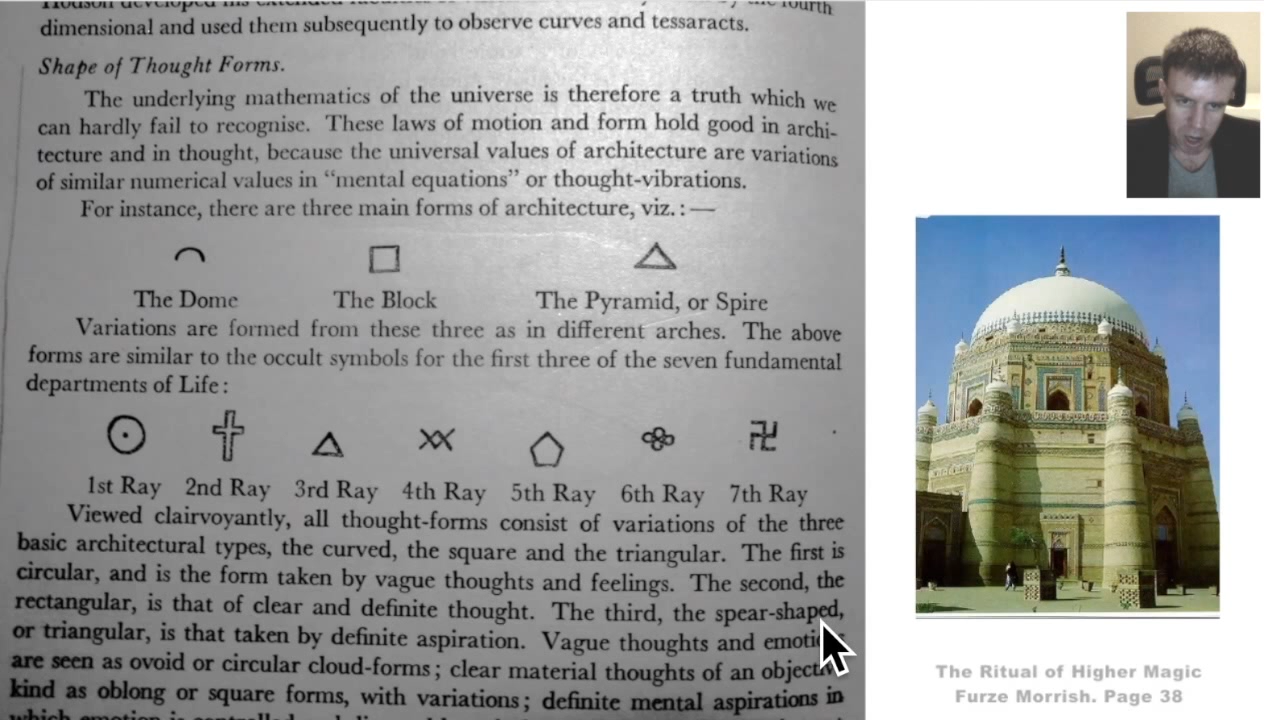 dimensional and used them subsequently to observe curves and tessaracts.
Shape of Thought Forms.
The underlying mathematics of the universe is therefore a truth which we
can hardly fail to recognise. These laws of motion and form hold good in archi-
tecture and in thought, because the universal values of architecture are variations
of similar numerical values in “mental equations” or thought-vibrations.
For instance, there are three main forms of architecture, viz. :—
The Dome The Block The Pyramid, or Spire
Variations are formed from these three as in different arches. The above
forms are similar to the occult symbols for the first three of the seven fundamental
departments of Life:
1st Ray 2nd Ray 3rd Ray 4th Ray 5th Ray 6th Ray 7th Ray
Viewed clairvoyantly, all thought-forms consist of variations of the three
basic architectural types, the curved, the square and the triangular. The first is
circular, and is the form taken by vague thoughts and feelings. The second, the
rectangular, is that of clear and definite thought. The third, the spear-shaped,
or triangular, is that taken by definite aspiration. Vague thoughts and
are seen as ovoid or circular cloud-forms; clear material thoughts of an
kind as oblong or square forms, with variations; definite mental aspirations in
The Ritual of Higher Magic
Furze Morrish. Page 38